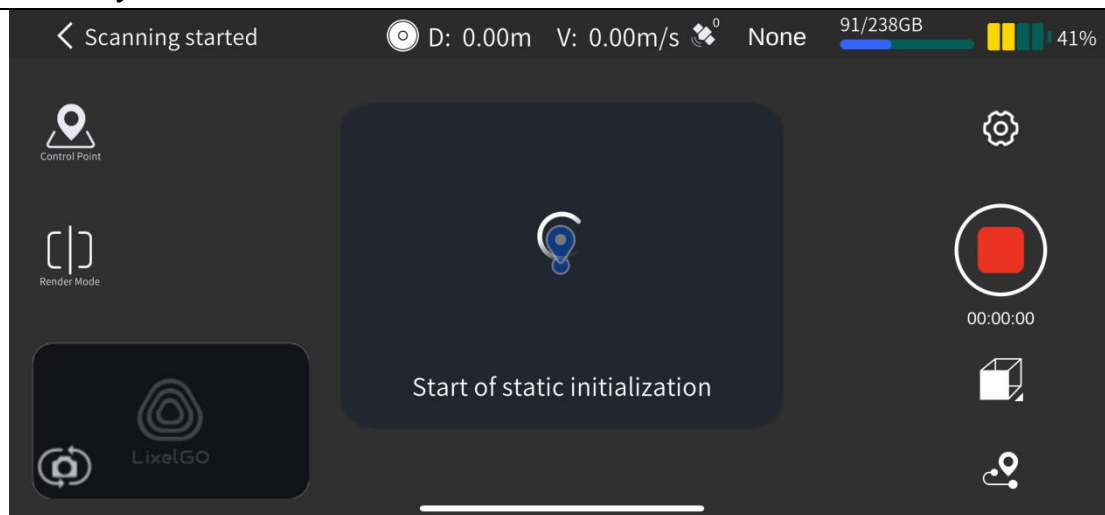 Scanning started
D: 0.00m V: 0.00m/s 0 None 91/238GB 41%
Control Point
Render Mode
00:00:00
Start of static initialization
LixelGO